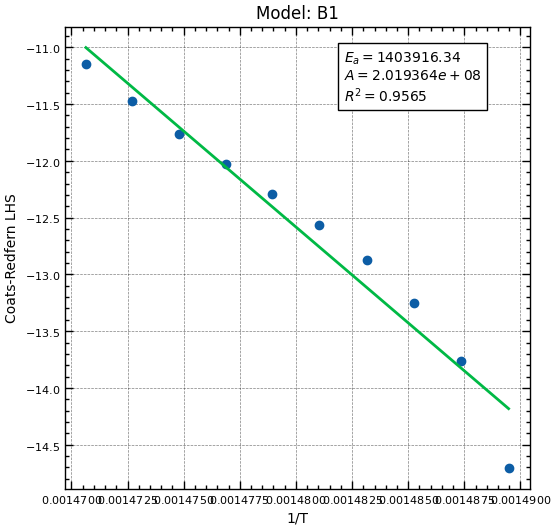 Model: B1
E_a = 1403916.34
A = 2.019364e + 08
R² = 0.9565
Coats-Redfern LHS
−11.0
−11.5
−12.0
−12.5
−13.0
−13.5
−14.0
−14.5
0.0014700 0.0014725 0.0014750 0.0014775 0.0014800 0.0014825 0.0014850 0.0014875 0.0014900
1/T